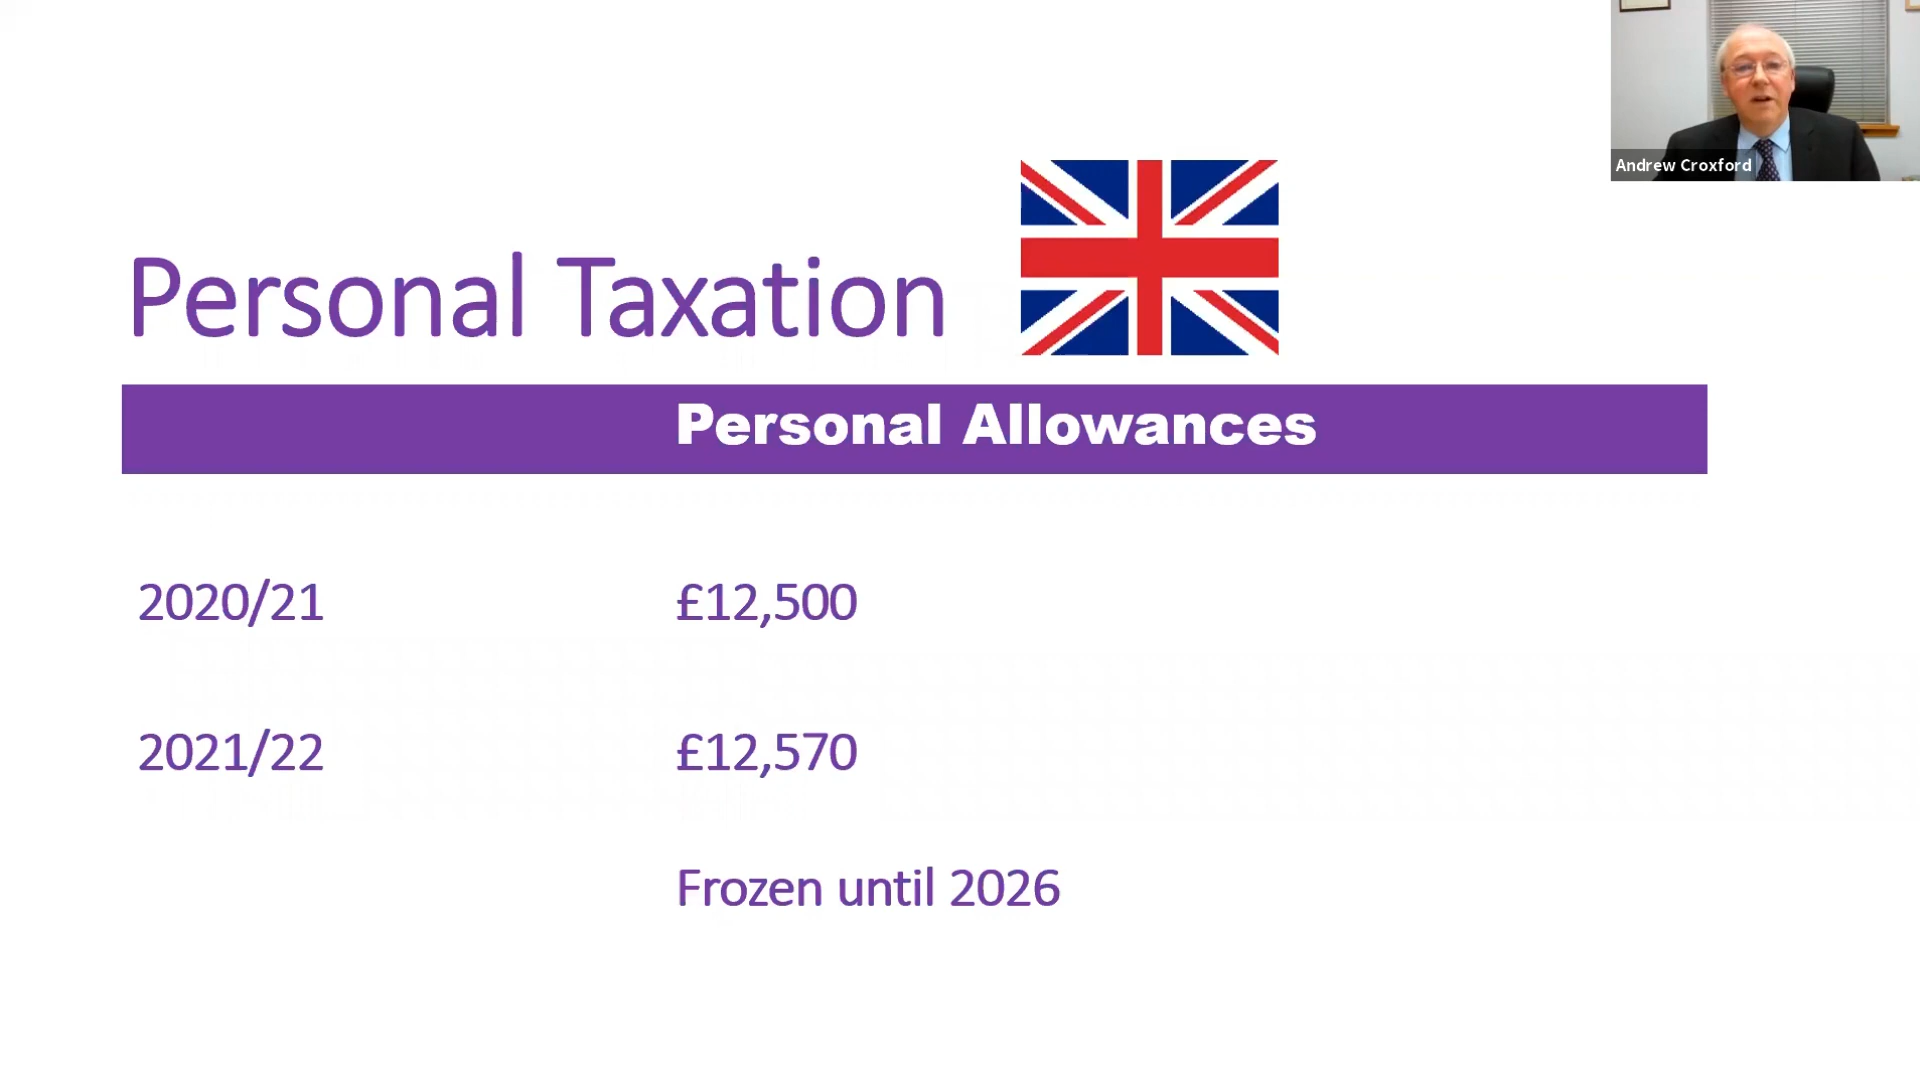 Andrew Croxford
Personal Taxation
Personal Allowances
2020/21 £12,500
2021/22 £12,570
Frozen until 2026